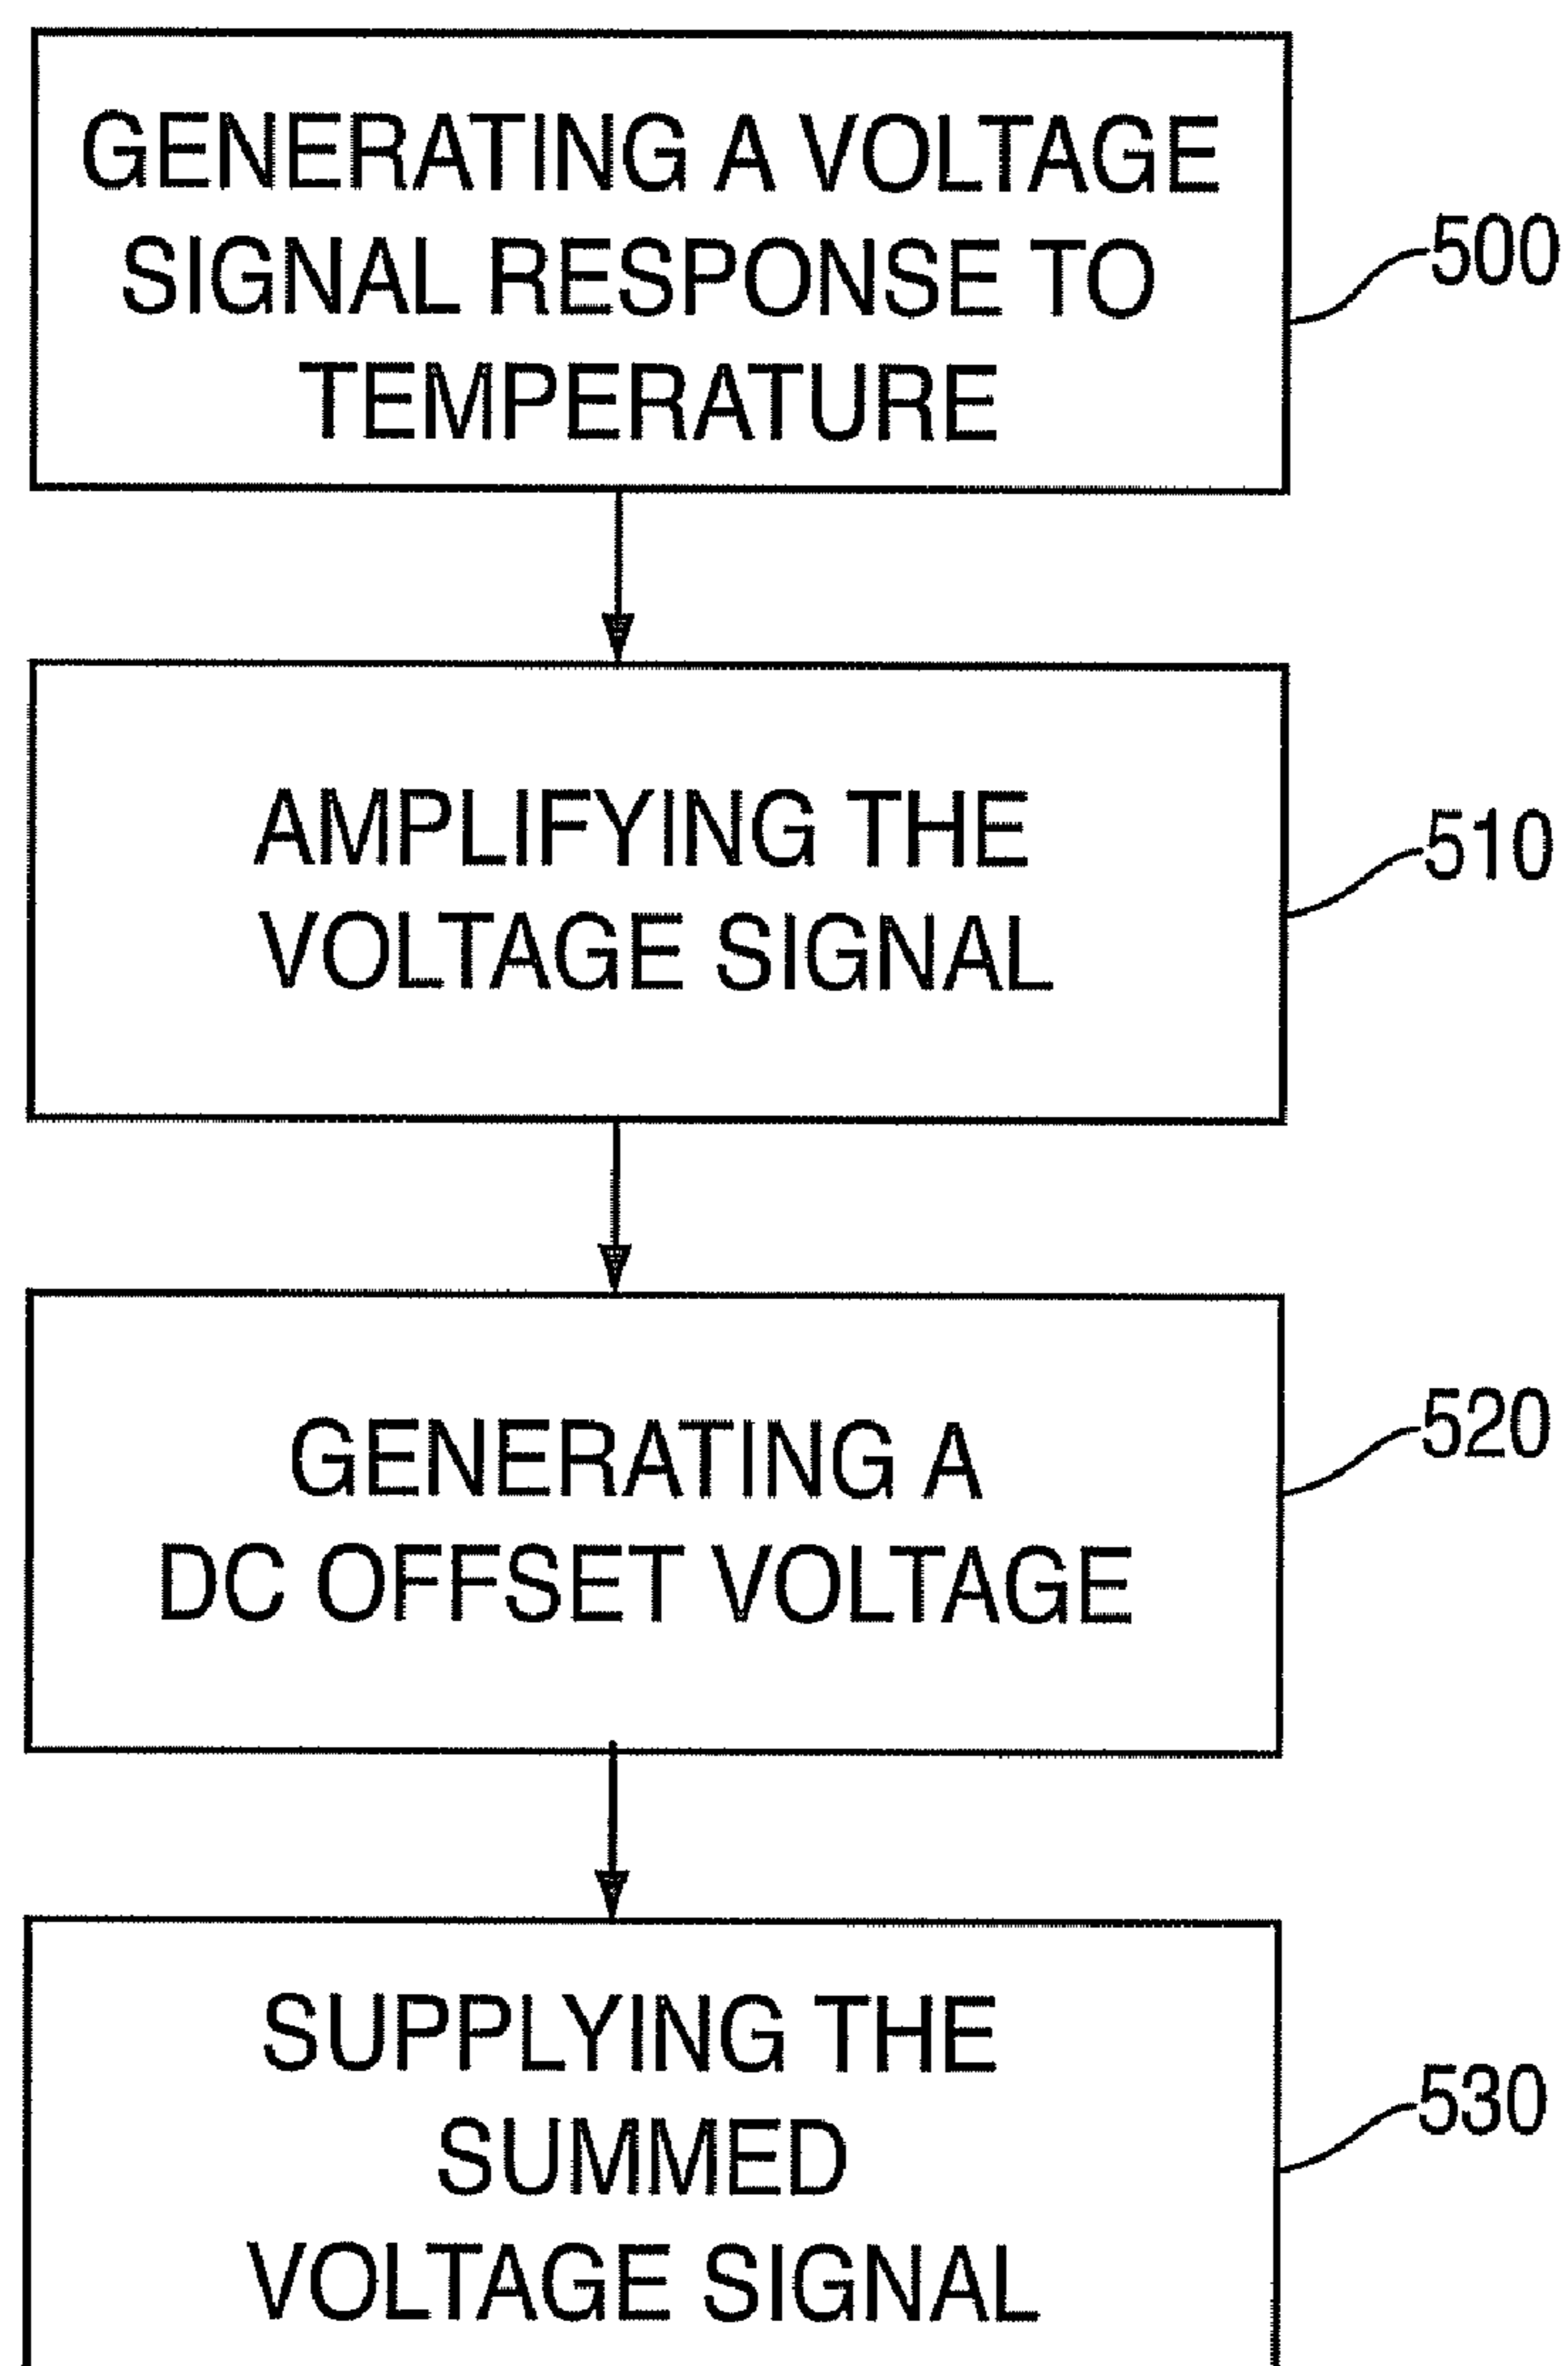 GENERATING A VOLTAGE
SIGNAL RESPONSE TO
TEMPERATURE
500
AMPLIFYING THE
VOLTAGE SIGNAL
510
GENERATING A
DC OFFSET VOLTAGE
520
SUPPLYING THE
SUMMED
VOLTAGE SIGNAL
530